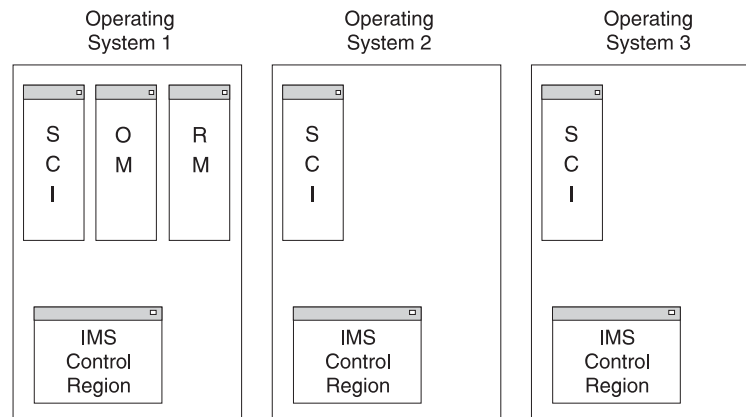 Operating
System 1
Operating
System 2
Operating
System 3
S
C
I
O
M
R
M
S
C
I
S
C
I
IMS
Control
Region
IMS
Control
Region
IMS
Control
Region